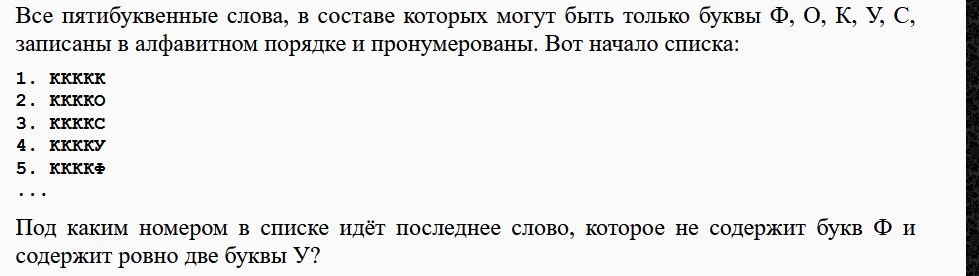 Все пятибуквенные слова, в составе которых могут быть только буквы Ф, О, К, У, С,
записаны в алфавитном порядке и пронумерованы. Вот начало списка:
1. ККККК
2. ККККО
3. ККККС
4. ККККУ
5. ККККФ
...
Под каким номером в списке идёт последнее слово, которое не содержит букв Ф и
содержит ровно две буквы У?